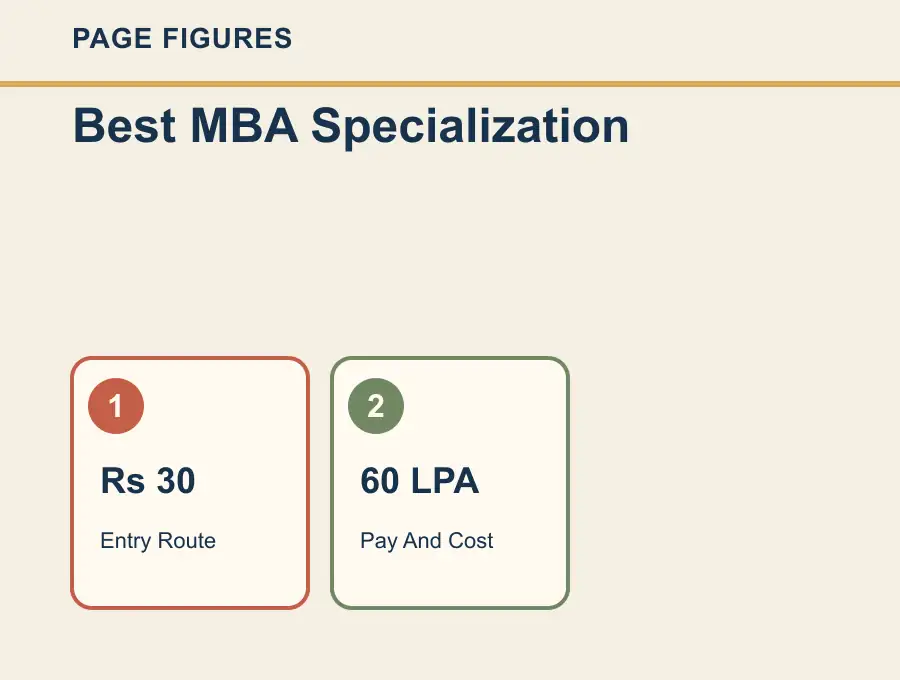 PAGE FIGURES
Best MBA Specialization
1
Rs 30
Entry Route
2
60 LPA
Pay And Cost